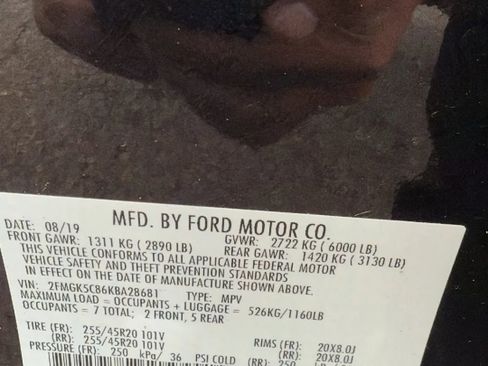 DATE: 08/19 MFD. BY FORD MOTOR CO.
FRONT GAWR: 1311 KG ( 2890 LB) GVWR: 2722 KG ( 6000 LB)
THIS VEHICLE CONFORMS TO ALL APPLICABLE FEDERAL MOTOR REAR GAWR: 1420 KG ( 3130 LB)
VEHICLE SAFETY AND THEFT PREVENTION STANDARDS
IN EFFECT ON THE DATE OF MANUFACTURE SHOWN ABOVE.
VIN: 2FMGK5C86KBA28681 TYPE: MPV
MAXIMUM LOAD = OCCUPANTS + LUGGAGE = 526KG/1160LB
OCCUPANTS = 7 TOTAL; 2 FRONT, 5 REAR
TIRE (FR): 255/45R20 101V RIMS (FR): 20X8.0J
(RR): 255/45R20 101V (RR): 20X8.0J
PRESSURE (FR): 250 kPa/ 36 PSI COLD